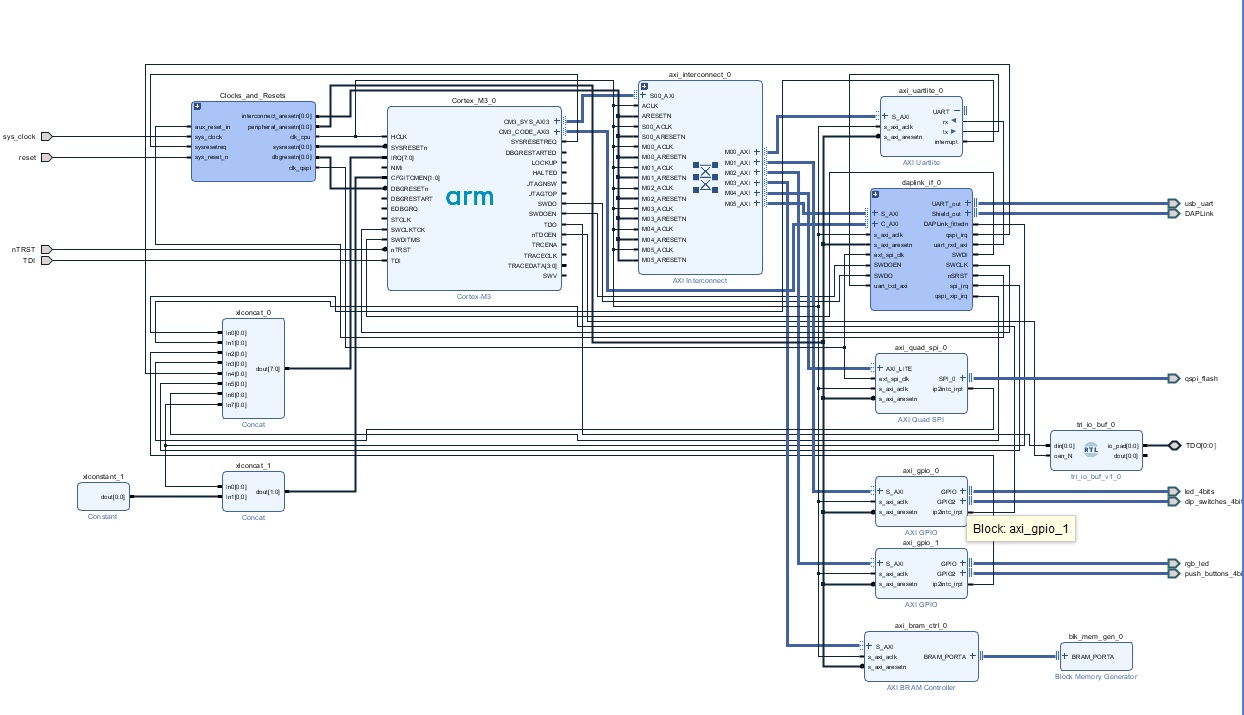 sys_clock
reset
nTRST
TDI
Clocks_and_Resets
interconnect_aresetn[0:0]
peripheral_aresetn[0:0]
aux_reset_in
clk_cpu
sys_clock
sysresetn[0:0]
sysresetreq
dbgresetn[0:0]
sys_reset_n
clk_qspi
Cortex_M3_0
HCLK
SYSRESETn
IRQ[7:0]
NMI
CFGITCMEN[1:0]
DBGRESETn
DBGRESTART
EDBGRQ
STCLK
SWCLKTCK
SWDITMS
nTRST
TDI
arm
CM3_SYS_AXI3
CM3_CODE_AXI3
SYSRESETREQ
DBGRESTARTED
LOCKUP
HALTED
JTAGNSW
JTAGTOP
SWDO
SWDOEN
TDO
nTDOEN
TRCENA
TRACECLK
TRACEDATA[3:0]
SWV
Cortex-M3
axi_interconnect_0
S00_AXI
ACLK
ARESETN
S00_ACLK
S00_ARESETN
M00_ACLK
M00_ARESETN
M01_ACLK
M01_ARESETN
M02_ACLK
M02_ARESETN
M03_ACLK
M03_ARESETN
M04_ACLK
M04_ARESETN
M05_ACLK
M05_ARESETN
M00_AXI
M01_AXI
M02_AXI
M03_AXI
M04_AXI
M05_AXI
AXI Interconnect
axi_uartlite_0
S_AXI
s_axi_aclk
s_axi_aresetn
UART
rx
tx
interrupt
AXI Uartlite
daplink_if_0
S_AXI
C_AXI
s_axi_aclk
s_axi_aresetn
ext_spi_clk
SWDOEN
SWDO
uart_txd_axi
UART_out
Shield_out
DAPLink_fittedn
qspi_irq
uart_rxd_axi
SWDI
SWCLK
nSRST
spi_irq
qspi_xip_irq
usb_uart
DAPLink
xlconcat_0
In0[0:0]
In1[0:0]
In2[0:0]
In3[0:0]
In4[0:0]
In5[0:0]
In6[0:0]
In7[0:0]
dout[7:0]
Concat
axi_quad_spi_0
AXI_LITE
ext_spi_clk
s_axi_aclk
s_axi_aresetn
SPI_0
ip2intc_irpt
AXI Quad SPI
qspi_flash
tri_io_buf_0
din[0:0]
oen_N
RTL
io_pad[0:0]
dout[0:0]
tri_io_buf_v1_0
TDO[0:0]
xlconstant_1
dout[0:0]
Constant
xlconcat_1
In0[0:0]
In1[0:0]
dout[1:0]
Concat
axi_gpio_0
S_AXI
s_axi_aclk
s_axi_aresetn
GPIO
GPIO2
ip2intc_irpt
AXI GPIO
led_4bits
dip_switches_4bit
Block: axi_gpio_1
axi_gpio_1
S_AXI
s_axi_aclk
s_axi_aresetn
GPIO
GPIO2
ip2intc_irpt
AXI GPIO
rgb_led
push_buttons_4bi
axi_bram_ctrl_0
S_AXI
s_axi_aclk
s_axi_aresetn
BRAM_PORTA
AXI BRAM Controller
blk_mem_gen_0
BRAM_PORTA
Block Memory Generator